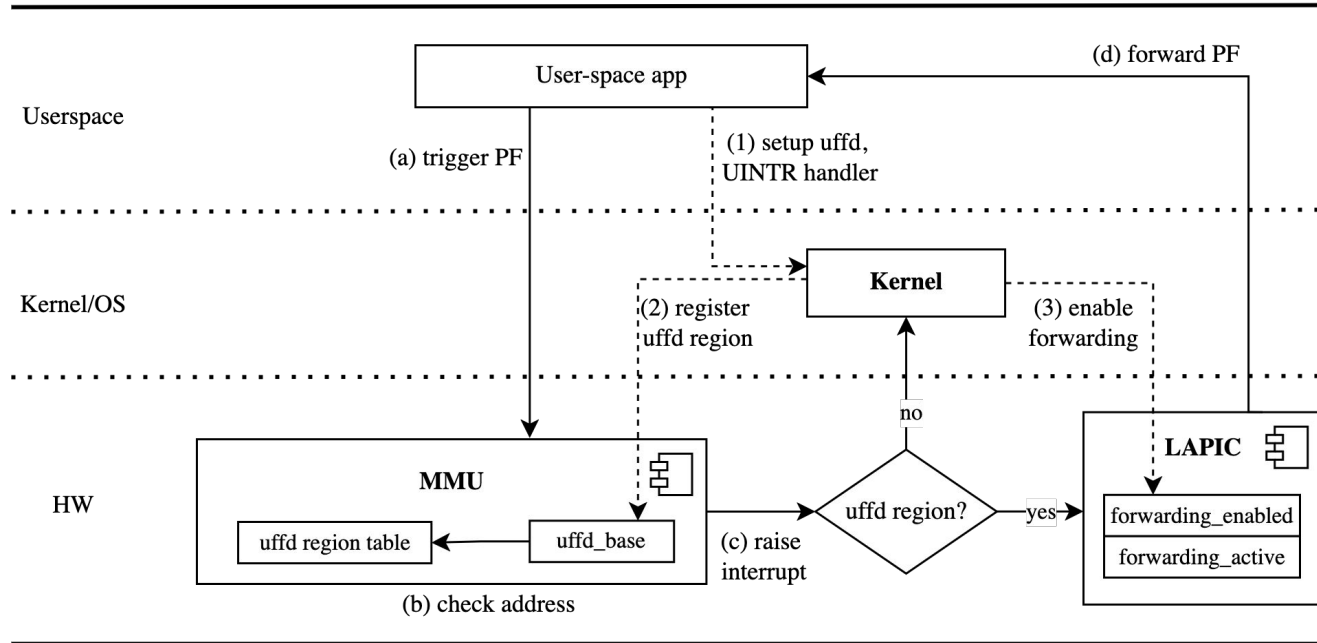 (d) forward PF
User-space app
Userspace
(1) setup uffd,
UINTR handler
(a) trigger PF
Kernel
Kernel/OS
(2) register
uffd region
(3) enable
forwarding
no
LAPIC
MMU
HW
uffd region?
yes
forwarding_enabled
uffd region table
uffd_base
(c) raise
interrupt
forwarding_active
(b) check address